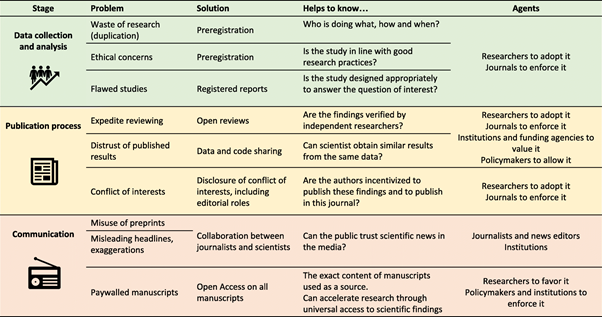 Stage Problem Solution Helps to know… Agents
Data collection and analysis
Waste of research (duplication)
Preregistration
Who is doing what, how and when?
Ethical concerns
Preregistration
Is the study in line with good research practices?
Flawed studies
Registered reports
Is the study designed appropriately to answer the question of interest?
Researchers to adopt it
Journals to enforce it
Publication process
Expedite reviewing
Open reviews
Are the findings verified by independent researchers?
Distrust of published results
Data and code sharing
Can scientist obtain similar results from the same data?
Researchers to adopt it
Journals to enforce it
Institutions and funding agencies to value it
Policymakers to allow it
Conflict of interests
Disclosure of conflict of interests, including editorial roles
Are the authors incentivized to publish these findings and to publish in this journal?
Researchers to adopt it
Journals to enforce it
Communication
Misuse of preprints
Misleading headlines, exaggerations
Collaboration between journalists and scientists
Can the public trust scientific news in the media?
Journalists and news editors
Institutions
Paywalled manuscripts
Open Access on all manuscripts
The exact content of manuscripts used as a source.
Can accelerate research through universal access to scientific findings
Researchers to favor it
Policymakers and institutions to enforce it